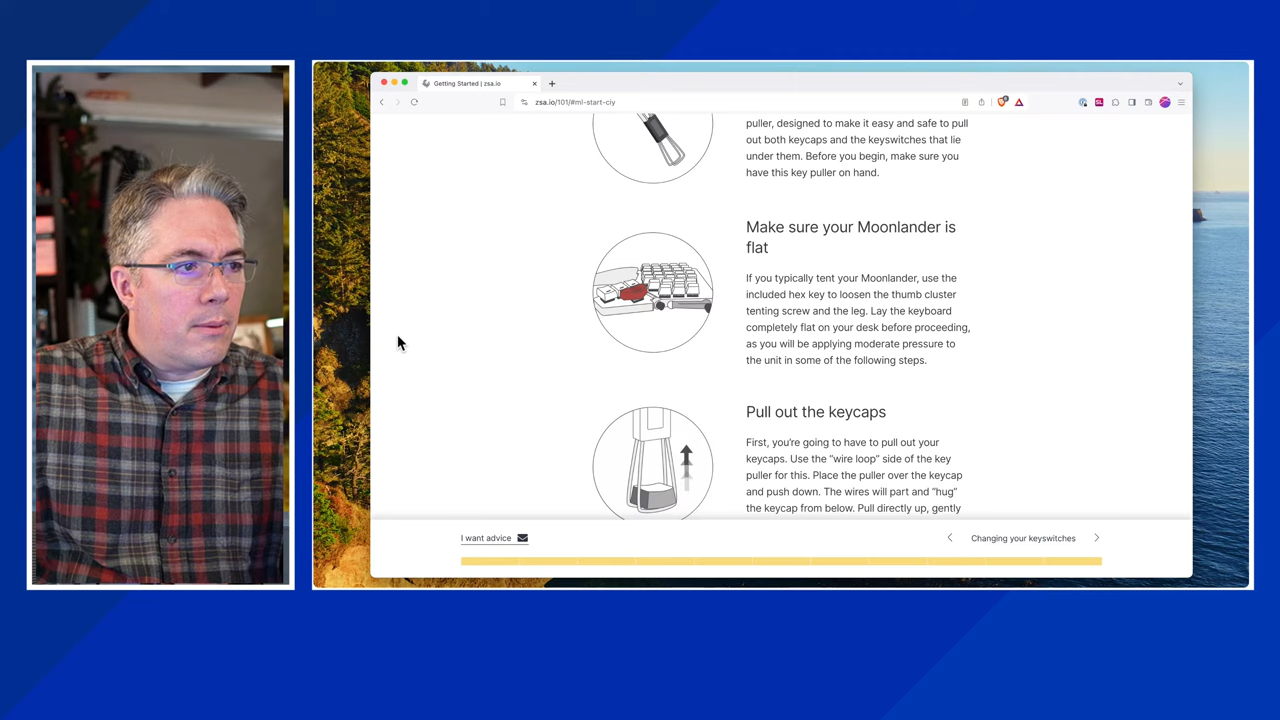 Getting Started | zsa.io
zsa.io/101/#ml-start-ciy
puller, designed to make it easy and safe to pull
out both keycaps and the keyswitches that lie
under them. Before you begin, make sure you
have this key puller on hand.
Make sure your Moonlander is
flat
If you typically tent your Moonlander, use the
included hex key to loosen the thumb cluster
tenting screw and the leg. Lay the keyboard
completely flat on your desk before proceeding,
as you will be applying moderate pressure to
the unit in some of the following steps.
Pull out the keycaps
First, you're going to have to pull out your
keycaps. Use the “wire loop” side of the key
puller for this. Place the puller over the keycap
and push down. The wires will part and “hug”
the keycap from below. Pull directly up, gently
I want advice
Changing your keyswitches